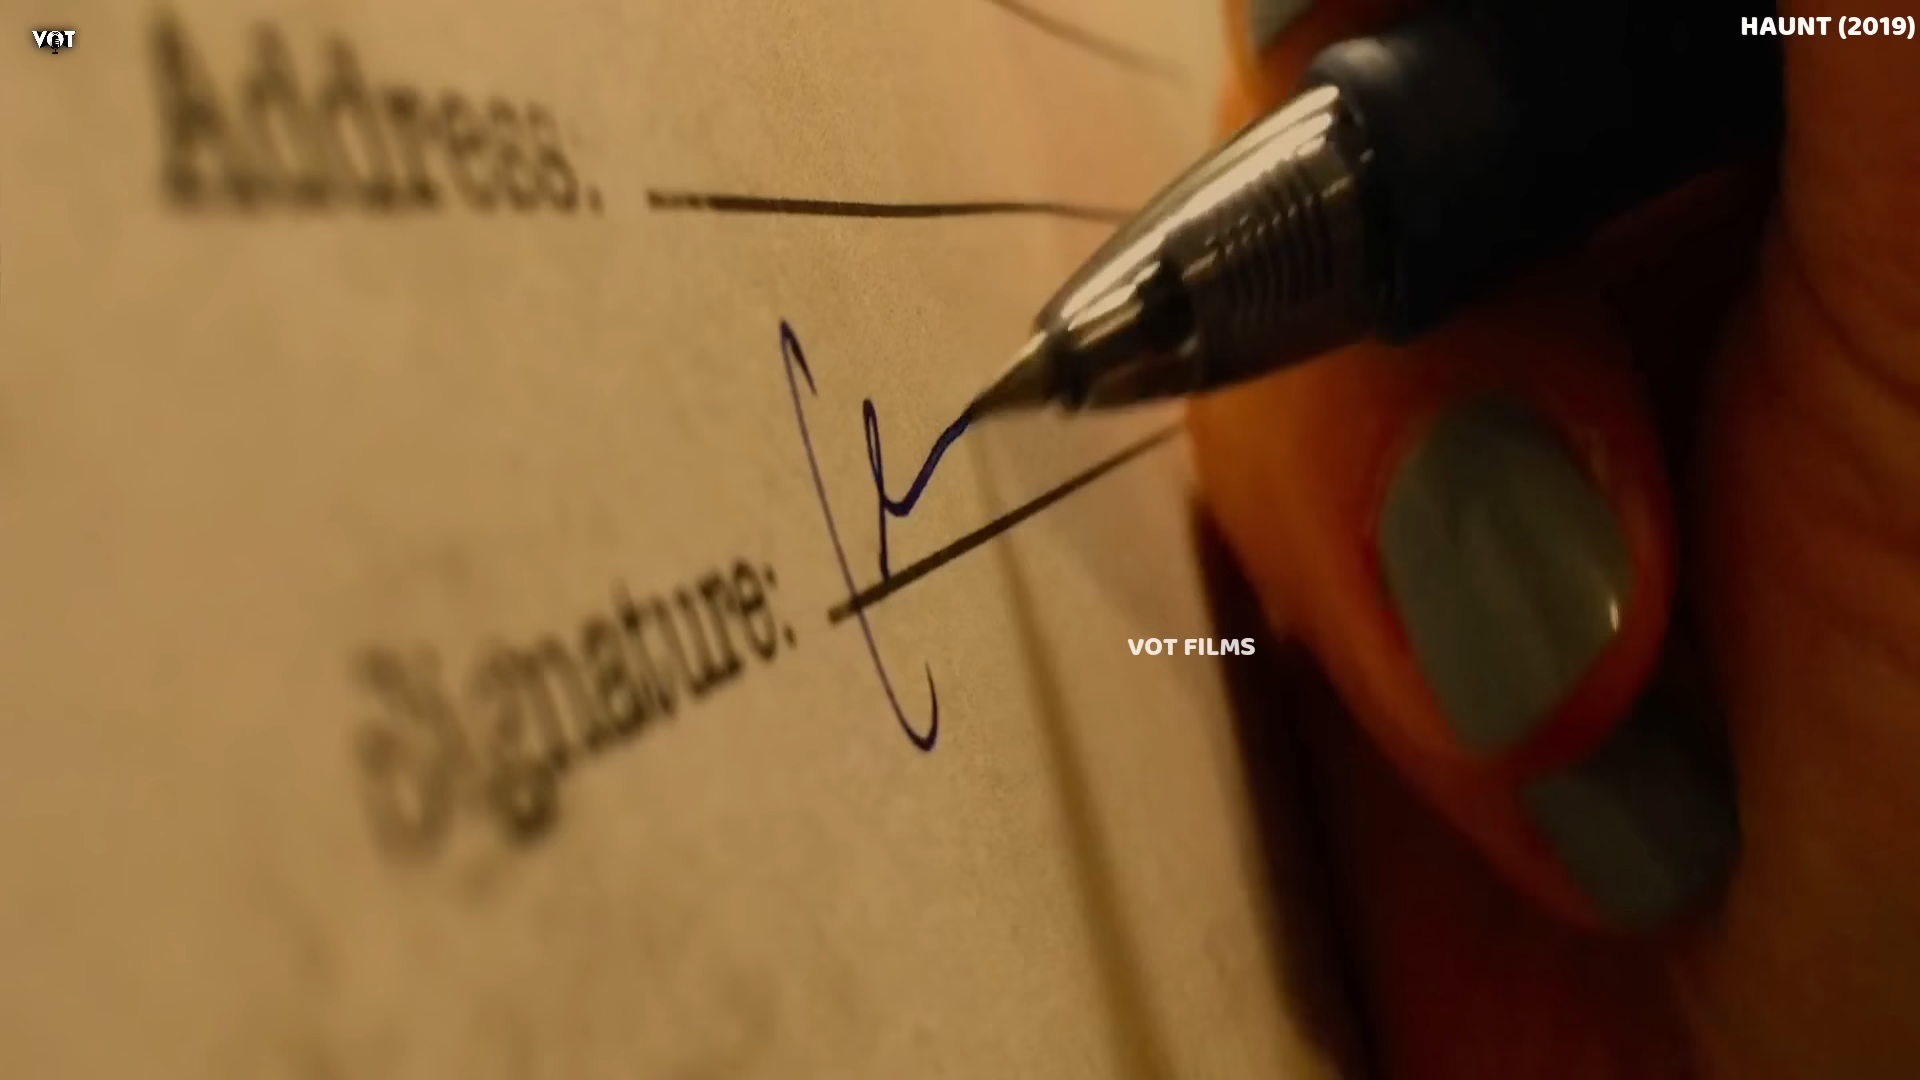 VOT
HAUNT (2019)
Address:
Signature:
VOT FILMS